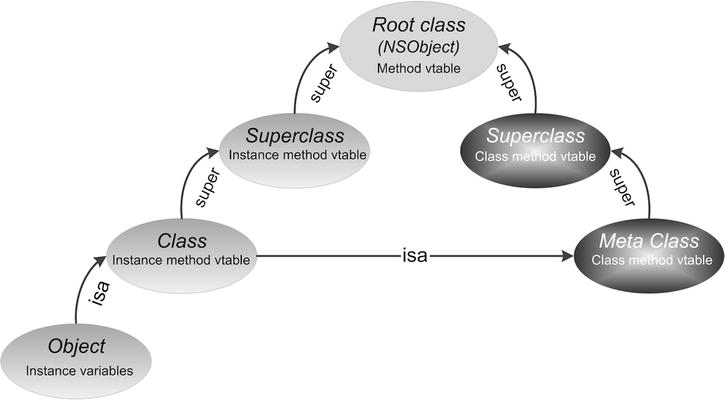 Root class
(NSObject)
Method vtable
super
super
Superclass
Instance method vtable
Superclass
Class method vtable
super
super
Class
Instance method vtable
isa
Meta Class
Class method vtable
isa
Object
Instance variables